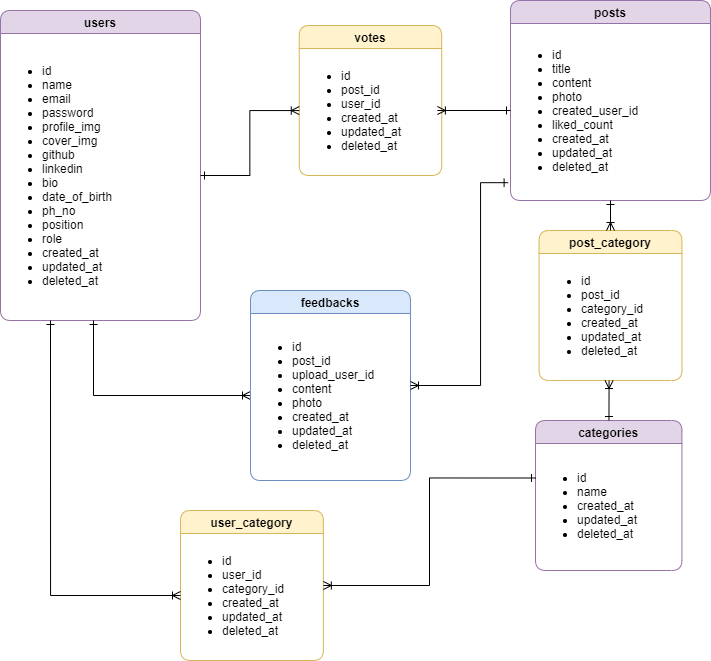 users
id
name
email
password
profile_img
cover_img
github
linkedin
bio
date_of_birth
ph_no
position
role
created_at
updated_at
deleted_at
votes
id
post_id
user_id
created_at
updated_at
deleted_at
posts
id
title
content
photo
created_user_id
liked_count
created_at
updated_at
deleted_at
post_category
id
post_id
category_id
created_at
updated_at
deleted_at
feedbacks
id
post_id
upload_user_id
content
photo
created_at
updated_at
deleted_at
categories
id
name
created_at
updated_at
deleted_at
user_category
id
user_id
category_id
created_at
updated_at
deleted_at